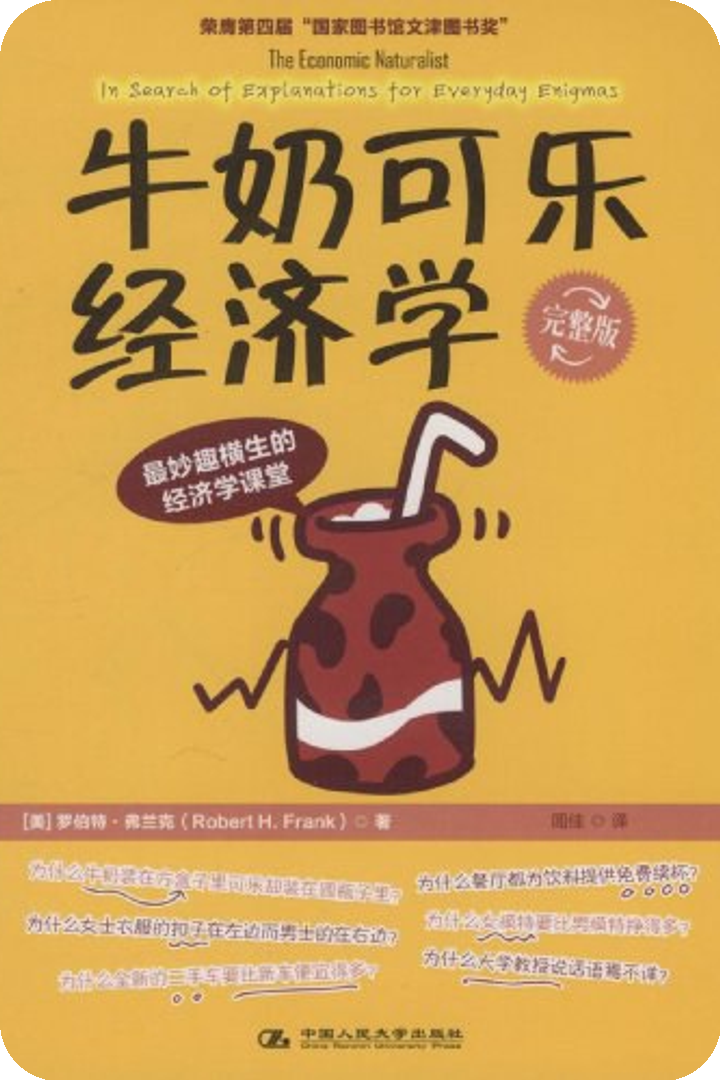 荣膺第四届“国家图书馆文津图书奖”
The Economic Naturalist
In Search of Explanations for Everyday Enigmas
牛奶可乐
经济学
完整版
最妙趣横生的
经济学课堂
[美] 罗伯特·弗兰克（Robert H. Frank） ◎ 著
闾佳 ◎ 译
为什么牛奶装在方盒子里可乐却装在圆瓶子里?
为什么餐厅都为饮料提供免费续杯?
为什么女士衣服的扣子在左边而男士的在右边?
为什么女模特要比男模特挣得多?
为什么全新的二手车要比新车便宜得多?
为什么大学教授说话语焉不详?
中国人民大学出版社
China Renmin University Press